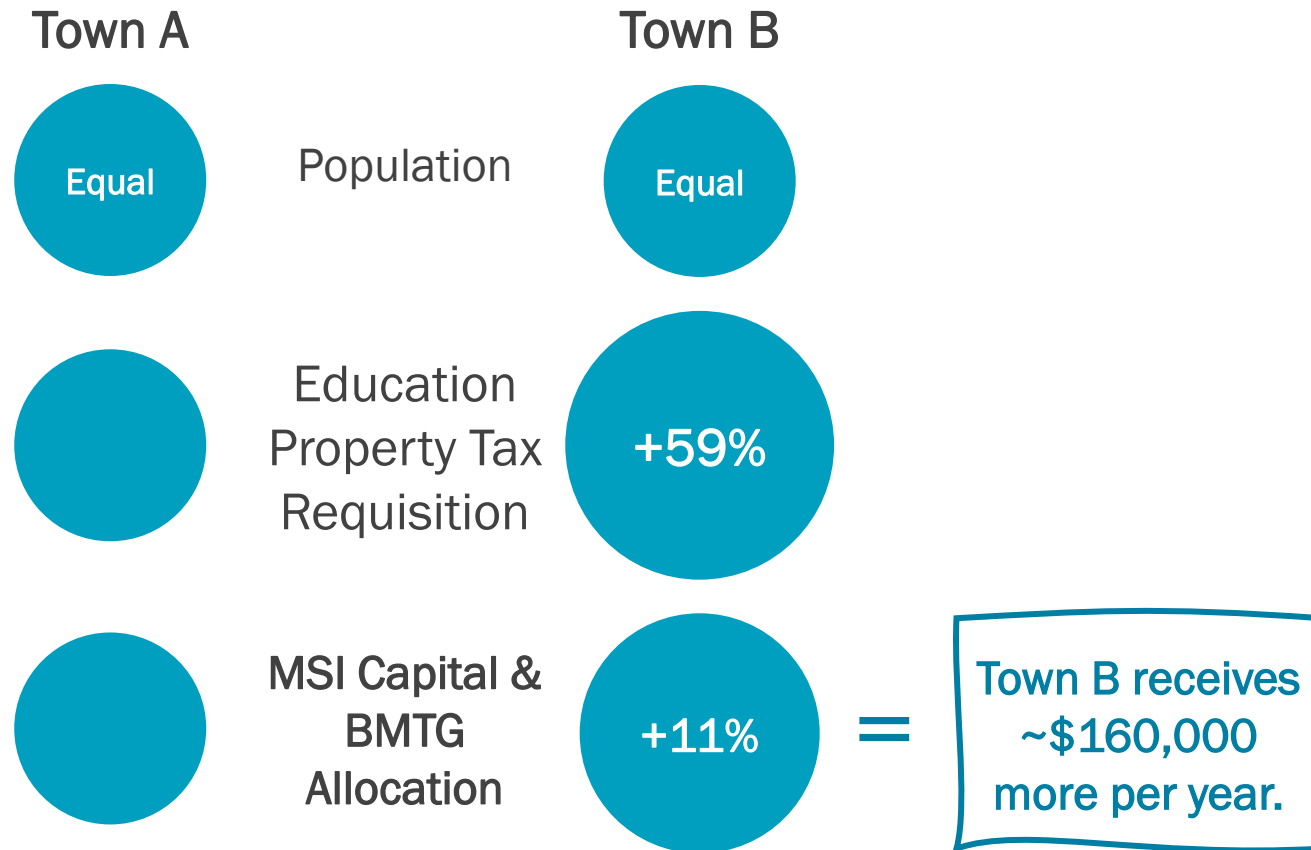 Town A
Town B
Equal
Population
Equal
Education
Property Tax
Requisition
+59%
MSI Capital &
BMTG
Allocation
+11%
=
Town B receives
~$160,000
more per year.